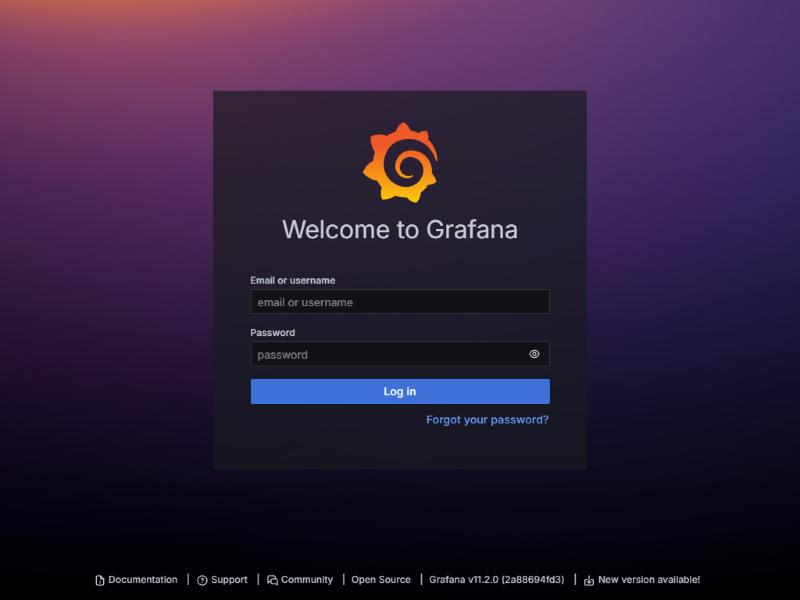 Welcome to Grafana
Email or username
email or username
Password
password
Log in
Forgot your password?
Documentation | Support | Community | Open Source | Grafana v11.2.0 (2a88694fd3) | New version available!